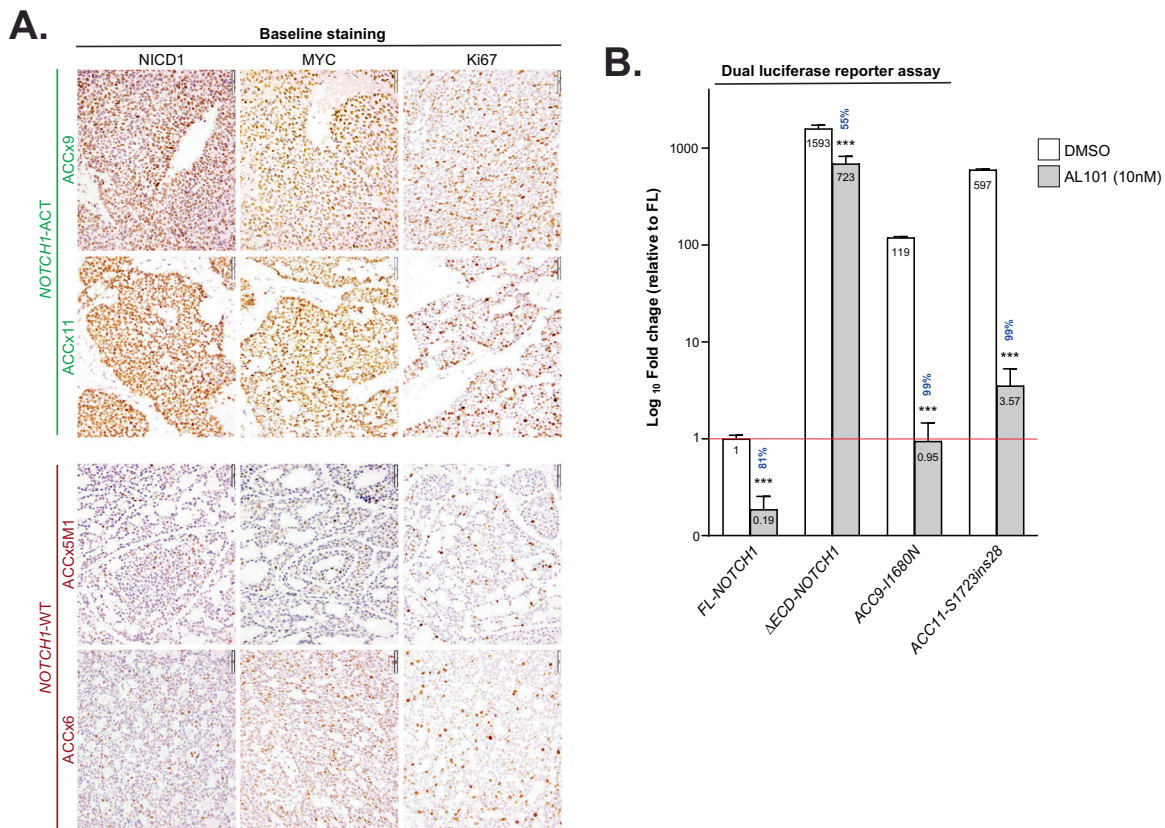 A.
Baseline staining
NICD1 MYC Ki67
NOTCH1-ACT
ACCx9
ACCx11
NOTCH1-WT
ACCx5M1
ACCx6
B.
Dual luciferase reporter assay
Log 10 Fold chage (relative to FL)
1000
100
10
1
0
1
81%
***
0.19
1593
55%
***
723
119
99%
***
0.95
597
99%
***
3.57
FL-NOTCH1
ΔECD-NOTCH1
ACC9-I1680N
ACC11-S1723ins28
DMSO
AL101 (10nM)